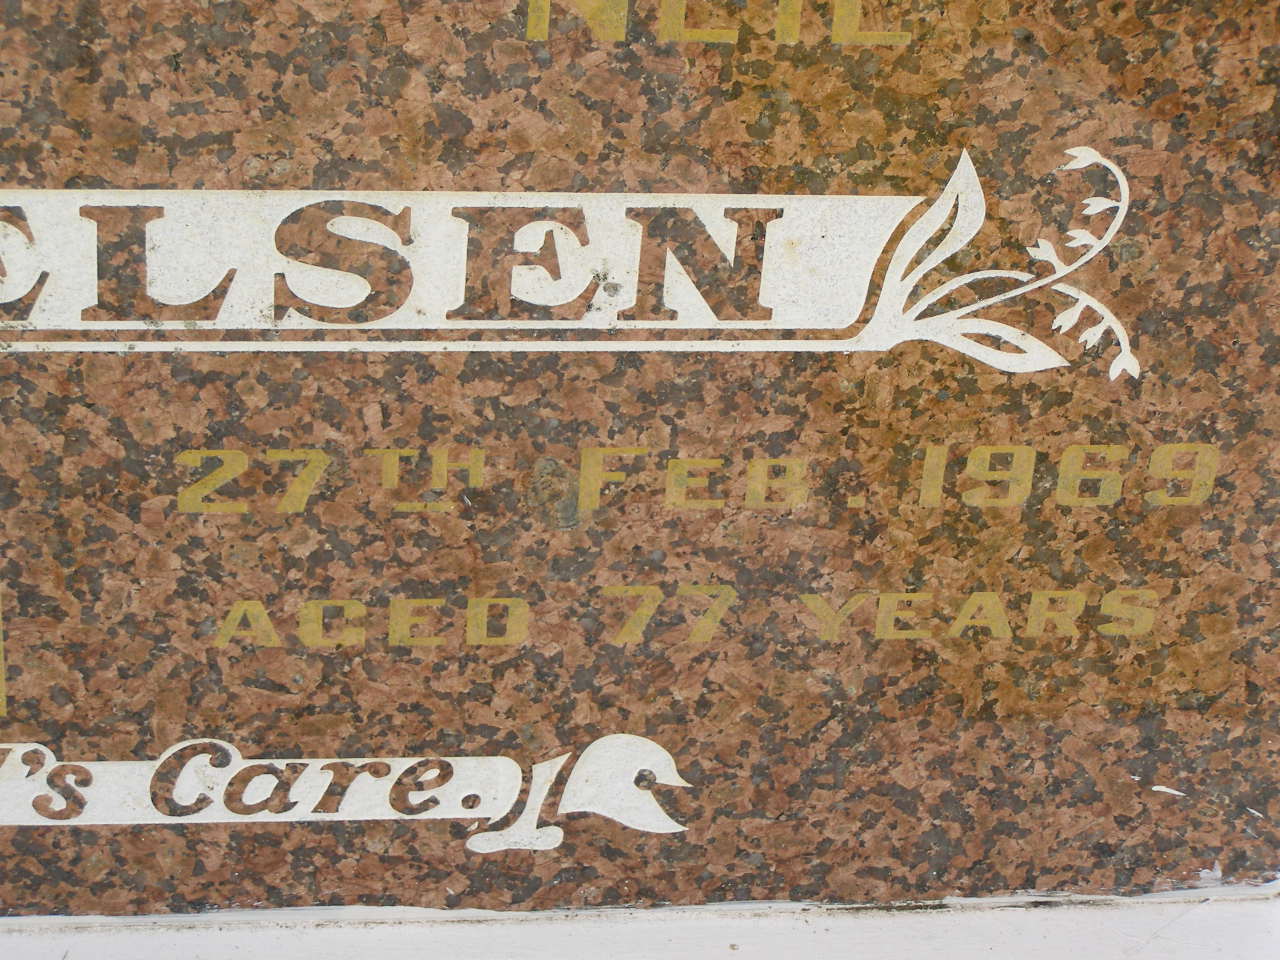 NEIL
ELSEN
27TH FEB. 1969
AGED 77 YEARS
's Care.